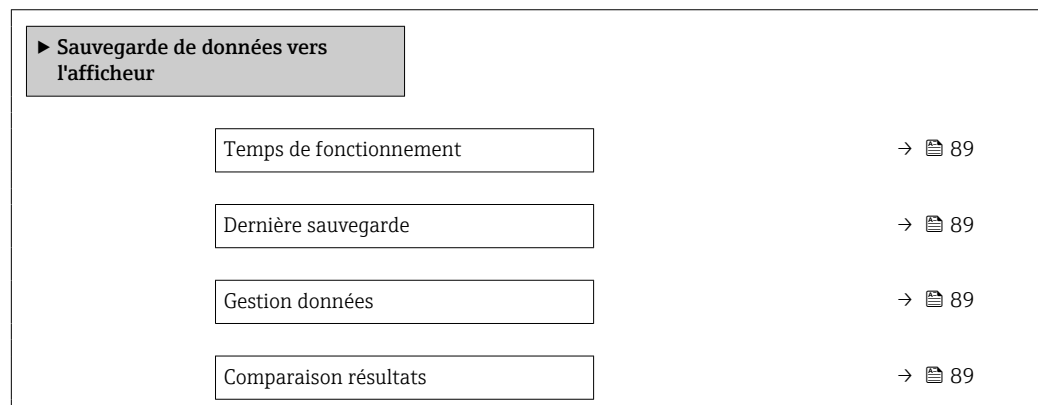 ► Sauvegarde de données vers
l'afficheur
Temps de fonctionnement → 89
Dernière sauvegarde → 89
Gestion données → 89
Comparaison résultats → 89